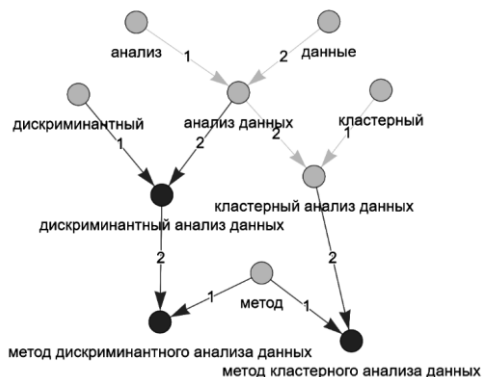 анализ
1
2
данные
дискриминантный
анализ данных
кластерный
1
2
2
1
кластерный анализ данных
дискриминантный анализ данных
2
2
1
метод
1
метод дискриминантного анализа данных
метод кластерного анализа данных